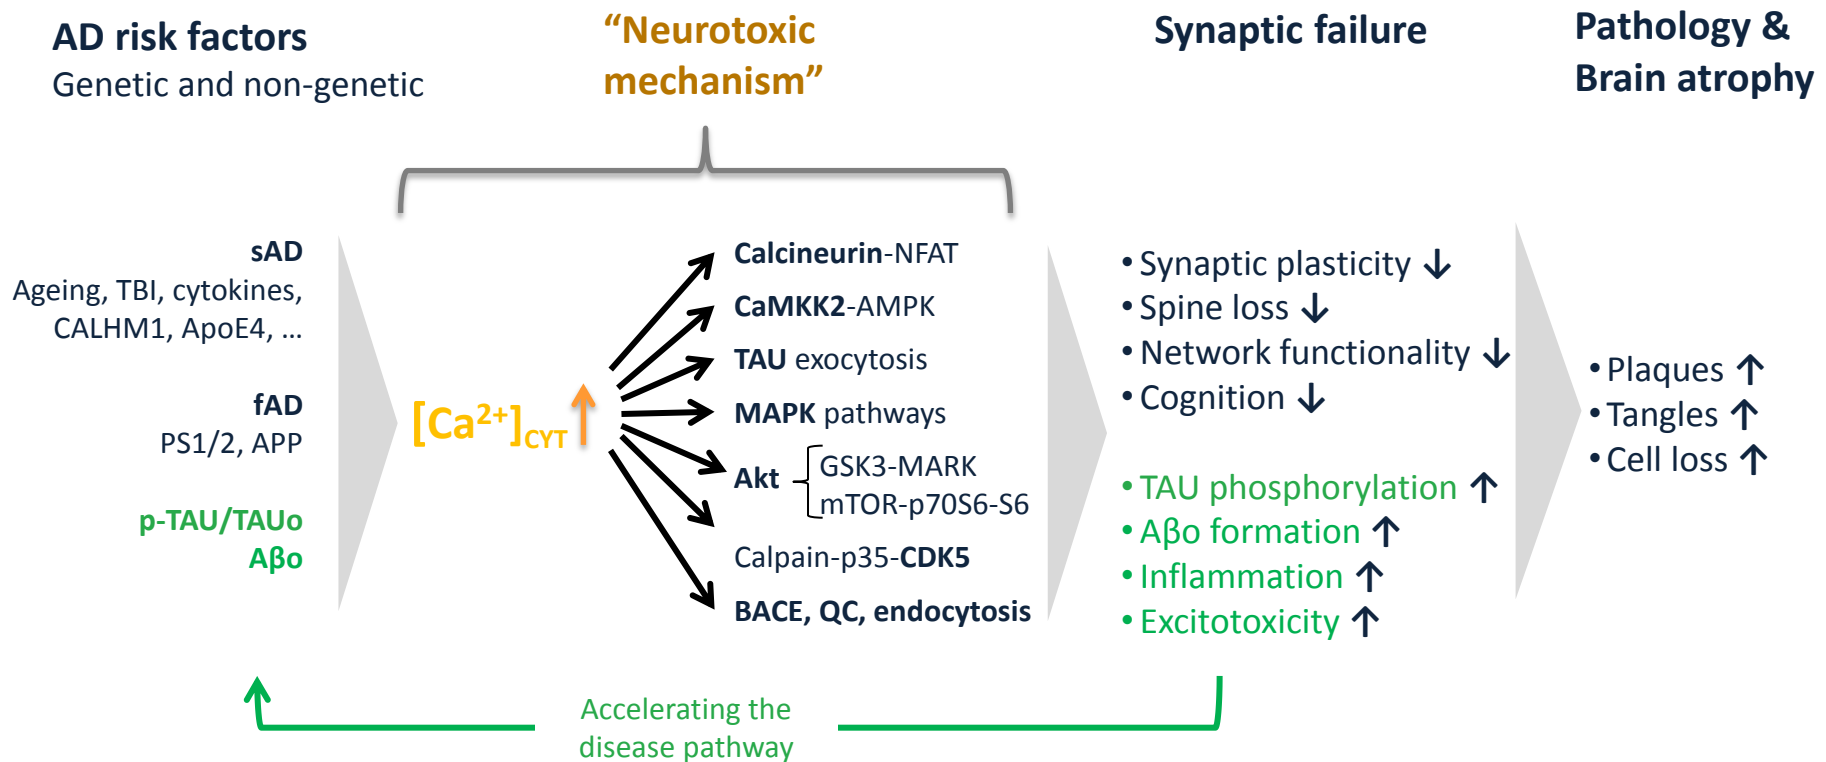 AD risk factors
Genetic and non-genetic
“Neurotoxic
mechanism”
Synaptic failure
Pathology &
Brain atrophy
sAD
Ageing, TBI, cytokines,
CALHM1, ApoE4, ...
fAD
PS1/2, APP
p-TAU/TAUo
Aβo
[Ca²⁺]CYT ↑
Calcineurin-NFAT
CaMKK2-AMPK
TAU exocytosis
MAPK pathways
Akt
GSK3-MARK
mTOR-p70S6-S6
Calpain-p35-CDK5
BACE, QC, endocytosis
• Synaptic plasticity ↓
• Spine loss ↓
• Network functionality ↓
• Cognition ↓
• TAU phosphorylation ↑
• Aβo formation ↑
• Inflammation ↑
• Excitotoxicity ↑
• Plaques ↑
• Tangles ↑
• Cell loss ↑
Accelerating the
disease pathway